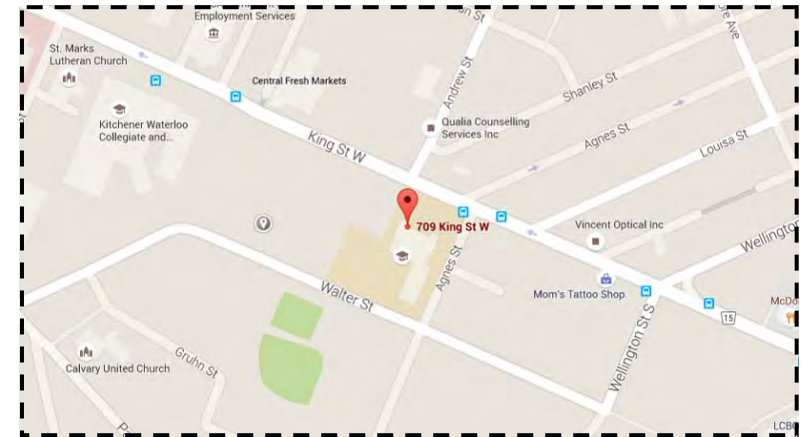 Employment Services
St. Marks
Lutheran Church
Central Fresh Markets
Kitchener Waterloo
Collegiate and...
Andrew St
Shanley St
Qualia Counselling
Services Inc
Agnes St
Louisa St
King St W
709 King St W
Vincent Optical Inc
Agnes St
Mom's Tattoo Shop
Walter St
15
Wellington St S
Calvary United Church
Gruhn St